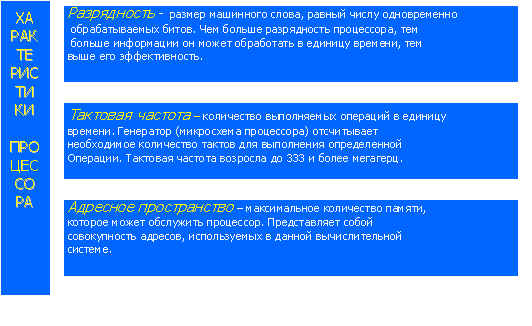 ХА
РАК
ТЕ
РИС
ТИ
КИ
ПРО
ЦЕС
СО
РА
Разрядность - размер машинного слова, равный числу одновременно
обрабатываемых битов. Чем больше разрядность процессора, тем
больше информации он может обработать в единицу времени, тем
выше его эффективность.
Тактовая частота – количество выполняемых операций в единицу
времени. Генератор (микросхема процессора) отсчитывает
необходимое количество тактов для выполнения определенной
Операции. Тактовая частота возросла до 333 и более мегагерц.
Адресное пространство – максимальное количество памяти,
которое может обслужить процессор. Представляет собой
совокупность адресов, используемых в данной вычислительной
системе.